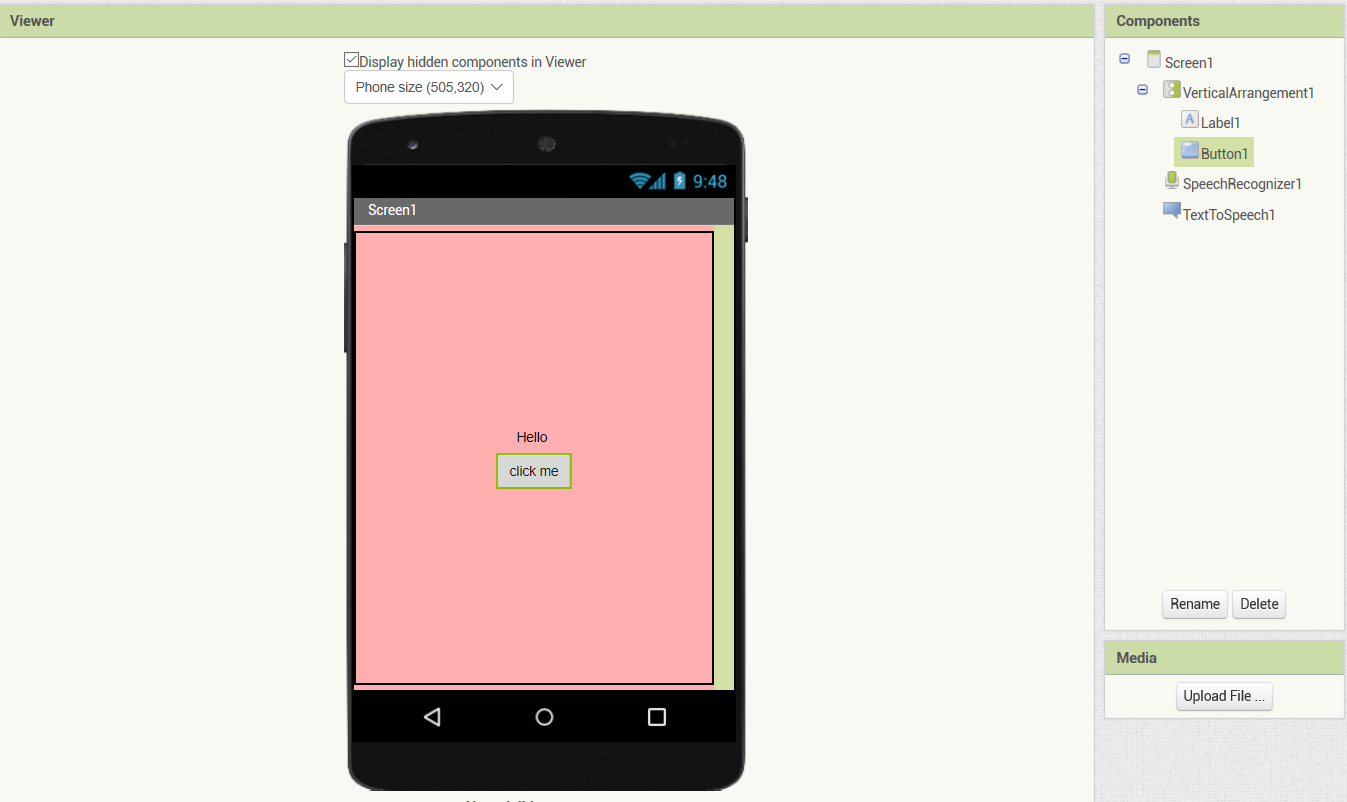 Viewer
Display hidden components in Viewer
Phone size (505,320)
9:48
Screen1
Hello
click me
Components
Screen1
VerticalArrangement1
A Label1
Button1
SpeechRecognizer1
TextToSpeech1
Rename Delete
Media
Upload File ...